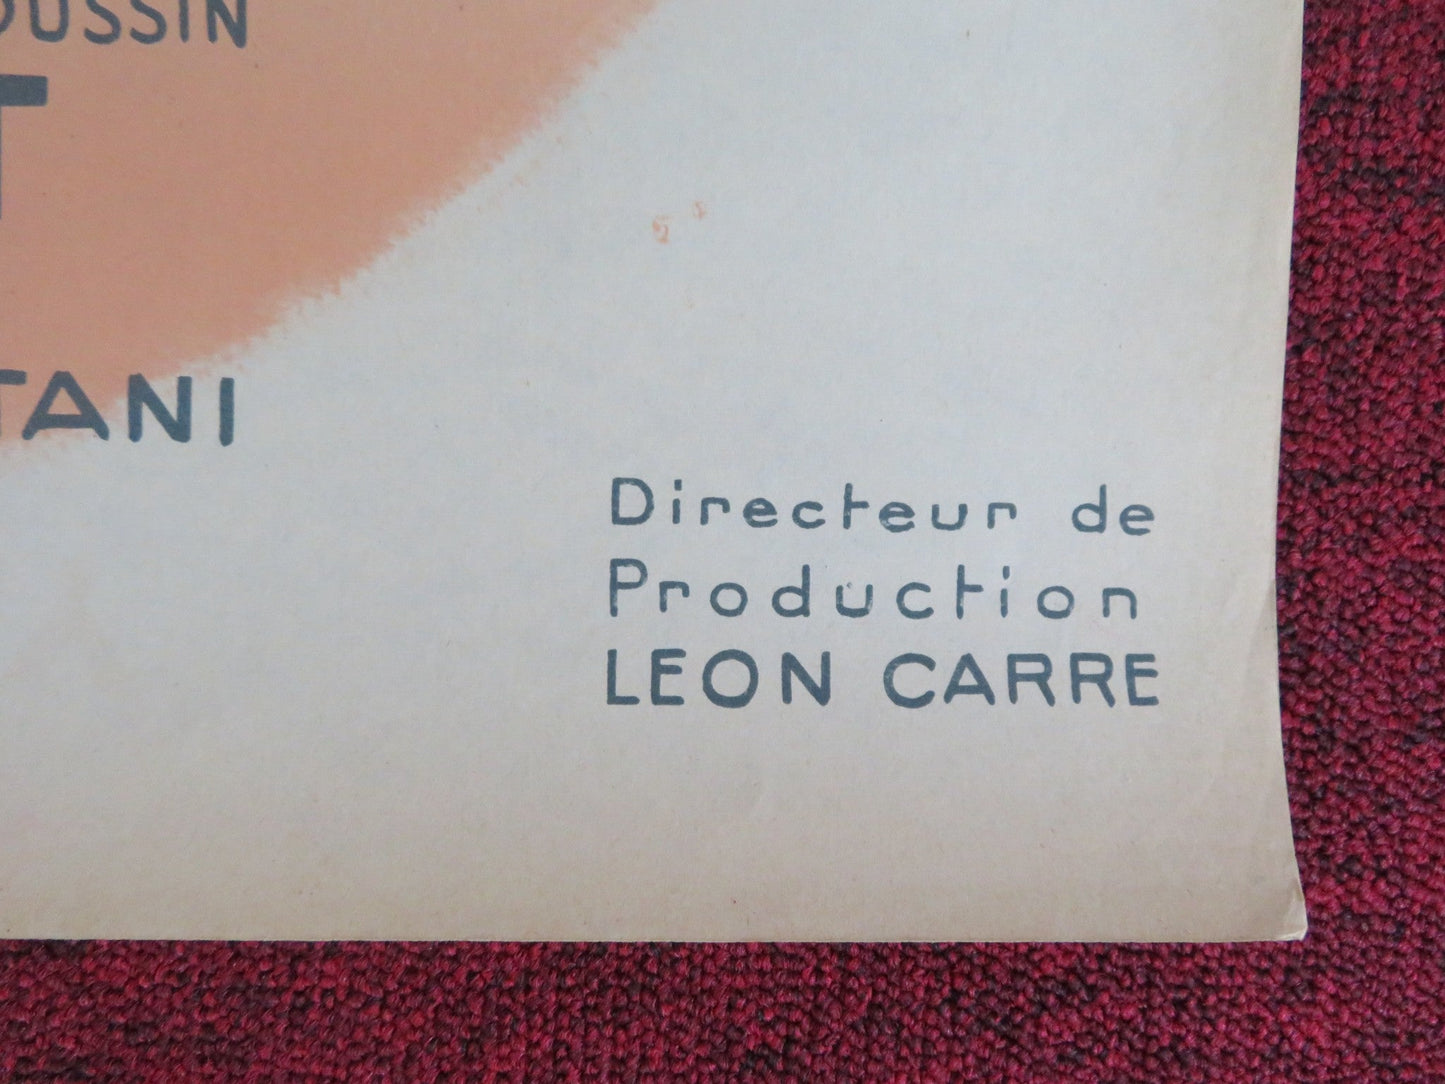 OUSSIN
T
TANI
Directeur de
Production
LEON CARRE